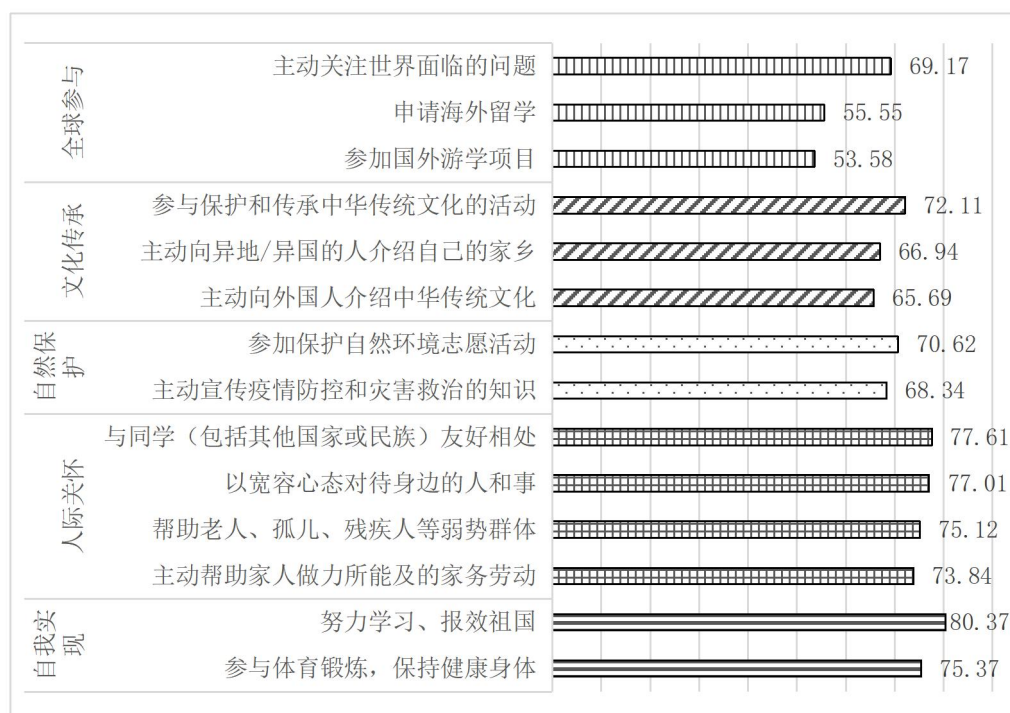 全球参与
主动关注世界面临的问题 69.17
申请海外留学 55.55
参加国外游学项目 53.58
文化传承
参与保护和传承中华传统文化的活动 72.11
主动向异地/异国的人介绍自己的家乡 66.94
主动向外国人介绍中华传统文化 65.69
自然保
护
参加保护自然环境志愿活动 70.62
主动宣传疫情防控和灾害救治的知识 68.34
人际关怀
与同学（包括其他国家或民族）友好相处 77.61
以宽容心态对待身边的人和事 77.01
帮助老人、孤儿、残疾人等弱势群体 75.12
主动帮助家人做力所能及的家务劳动 73.84
自我实
现
努力学习、报效祖国 80.37
参与体育锻炼，保持健康身体 75.37